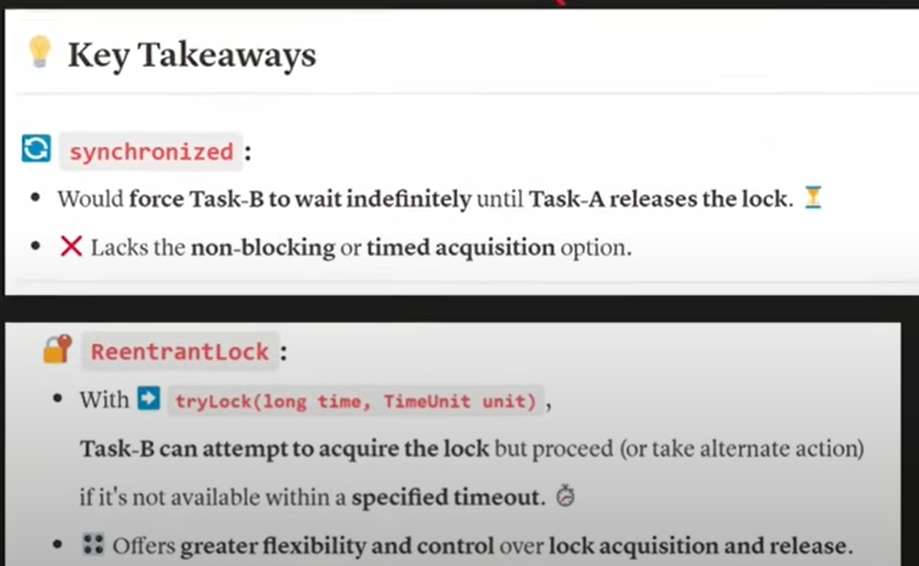 💡 Key Takeaways
🔄 synchronized :
• Would force Task-B to wait indefinitely until Task-A releases the lock. ⏳
• ❌ Lacks the non-blocking or timed acquisition option.
🔐 ReentrantLock :
• With ➡️ tryLock(long time, TimeUnit unit) ,
Task-B can attempt to acquire the lock but proceed (or take alternate action)
if it's not available within a specified timeout. ⏱
• 🎛 Offers greater flexibility and control over lock acquisition and release.